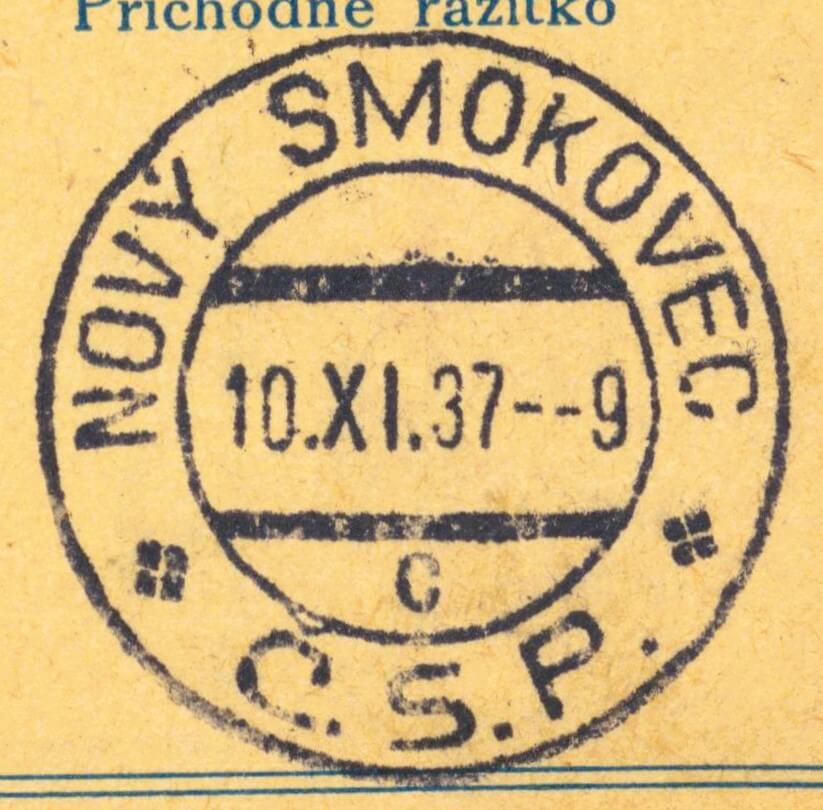 Príchodné razítko
NOVÝ SMOKOVEC
10.XI.37--9
C
Č.S.P.